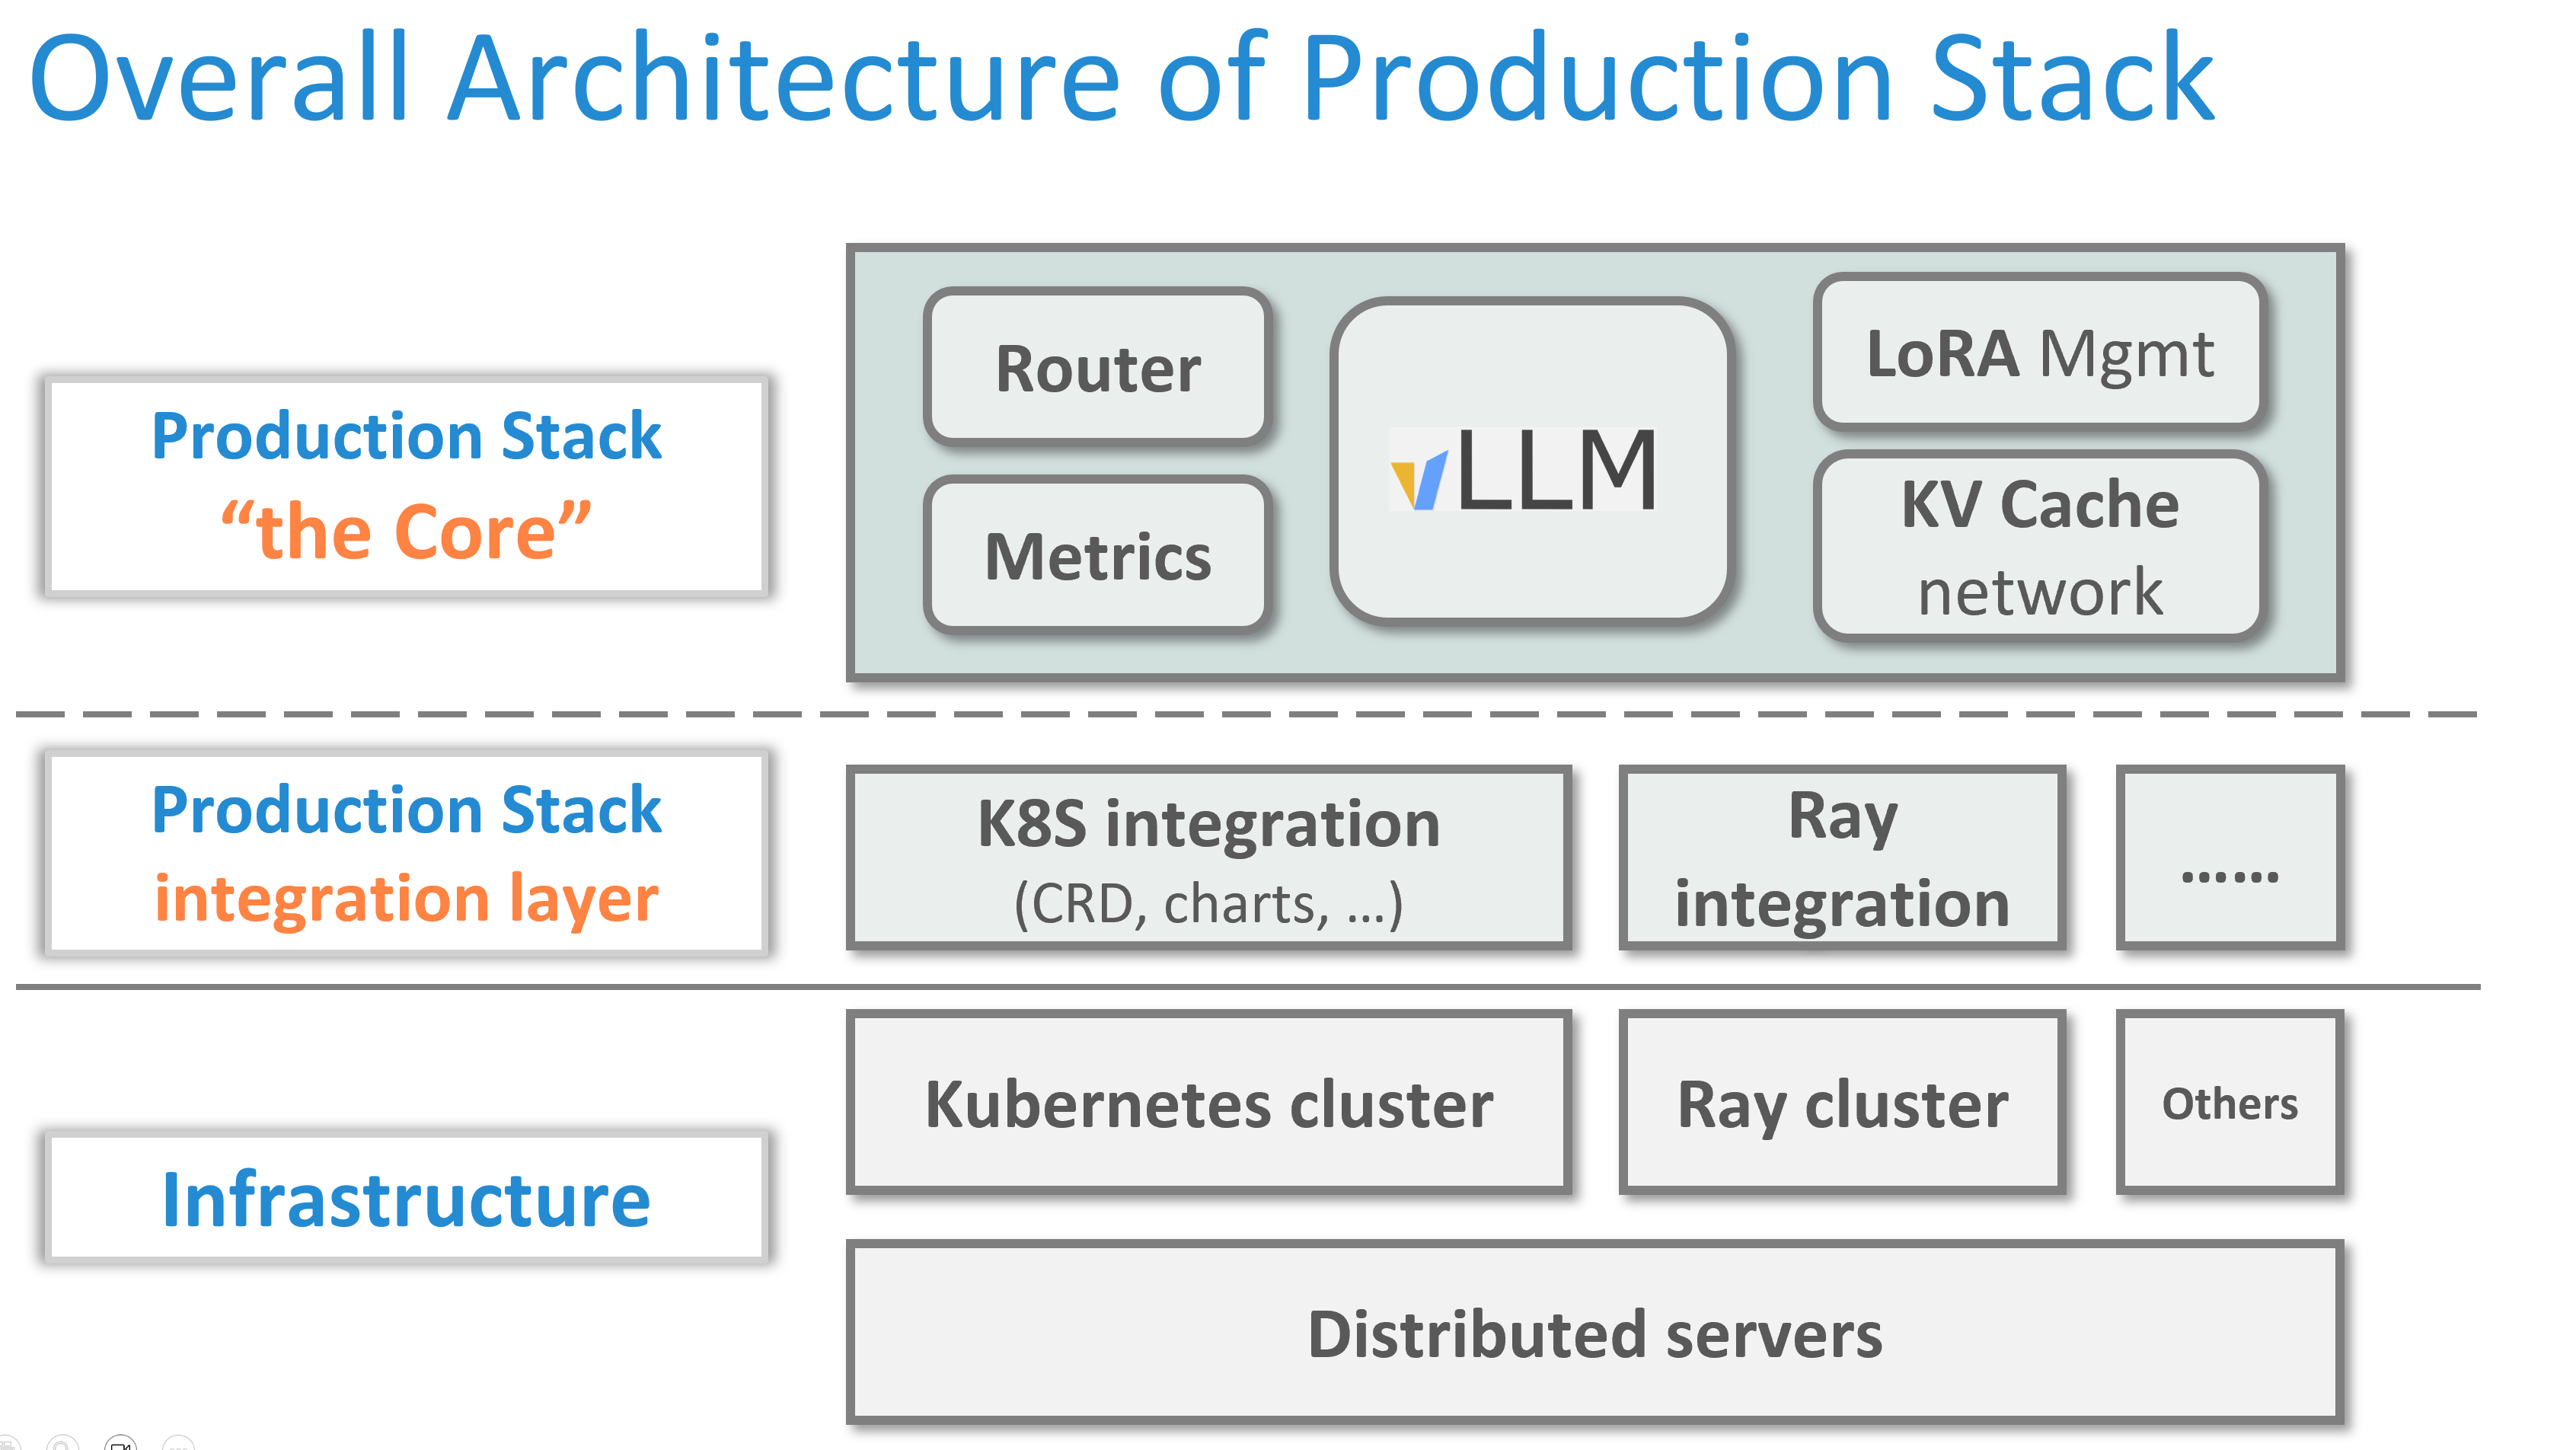 Overall Architecture of Production Stack
Production Stack
“the Core”
Router
Metrics
vLLM
LoRA Mgmt
KV Cache
network
Production Stack
integration layer
K8S integration
(CRD, charts, ...)
Ray
integration
......
Infrastructure
Kubernetes cluster
Ray cluster
Others
Distributed servers